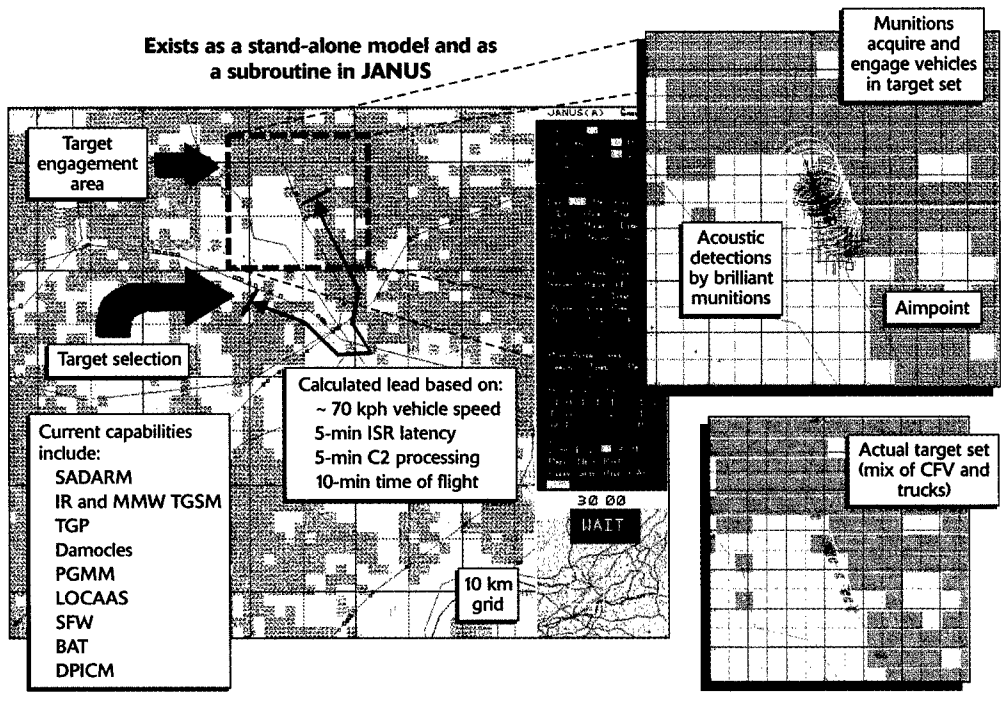 Exists as a stand-alone model and as
a subroutine in JANUS
Munitions
acquire and
engage vehicles
in target set
Target
engagement
area
JANUS(A)
Acoustic
detections
by brilliant
munitions
Aimpoint
Target selection
Calculated lead based on:
~ 70 kph vehicle speed
5-min ISR latency
5-min C2 processing
10-min time of flight
Current capabilities
include:
SADARM
IR and MMW TGSM
TGP
Damocles
PGMM
LOCAAS
SFW
BAT
DPICM
Actual target set
(mix of CFV and
trucks)
30 00
WAIT
10 km
grid